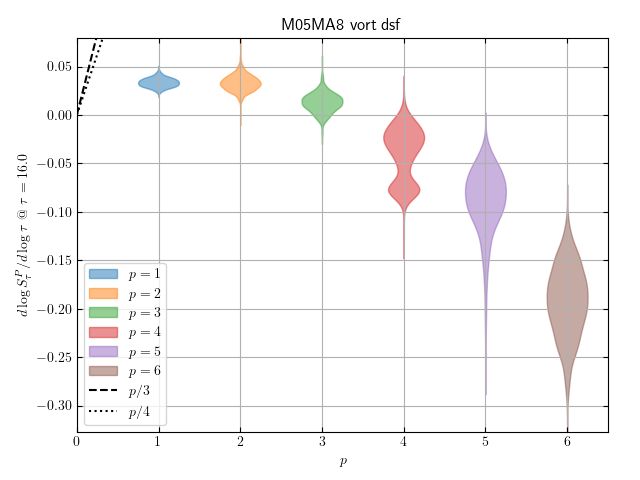 M05MA8 vort dsf
d log S_τ^P / d log τ @ τ = 16.0
0.05
0.00
−0.05
−0.10
−0.15
−0.20
−0.25
−0.30
p = 1
p = 2
p = 3
p = 4
p = 5
p = 6
p/3
p/4
0 1 2 3 4 5 6
p